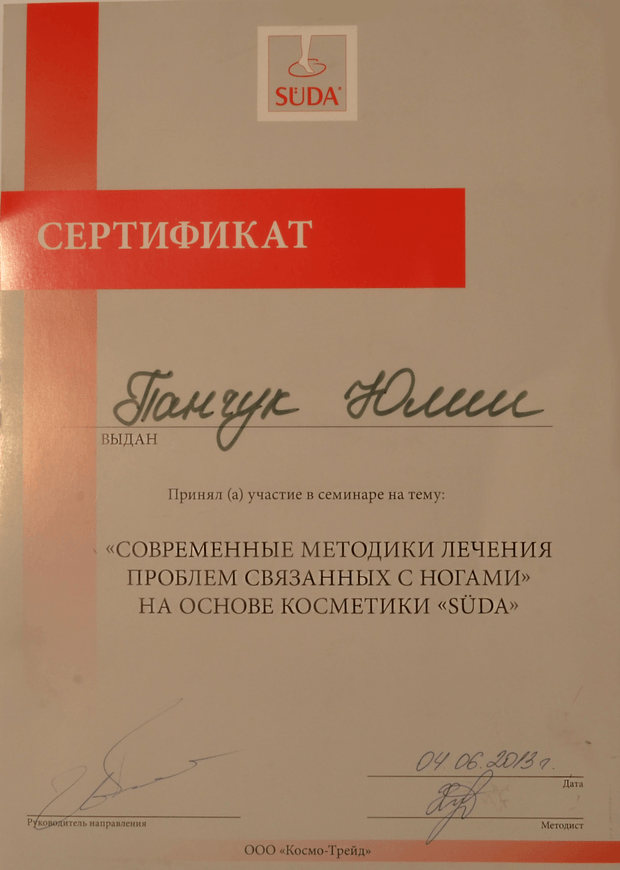 SÜDA®
СЕРТИФИКАТ
Панчук Юлии
ВЫДАН
Принял (а) участие в семинаре на тему:
«СОВРЕМЕННЫЕ МЕТОДИКИ ЛЕЧЕНИЯ
ПРОБЛЕМ СВЯЗАННЫХ С НОГАМИ»
НА ОСНОВЕ КОСМЕТИКИ «SÜDA»
04.06.2013 г.
Дата
Руководитель направления
Методист
ООО «Космо-Трейд»